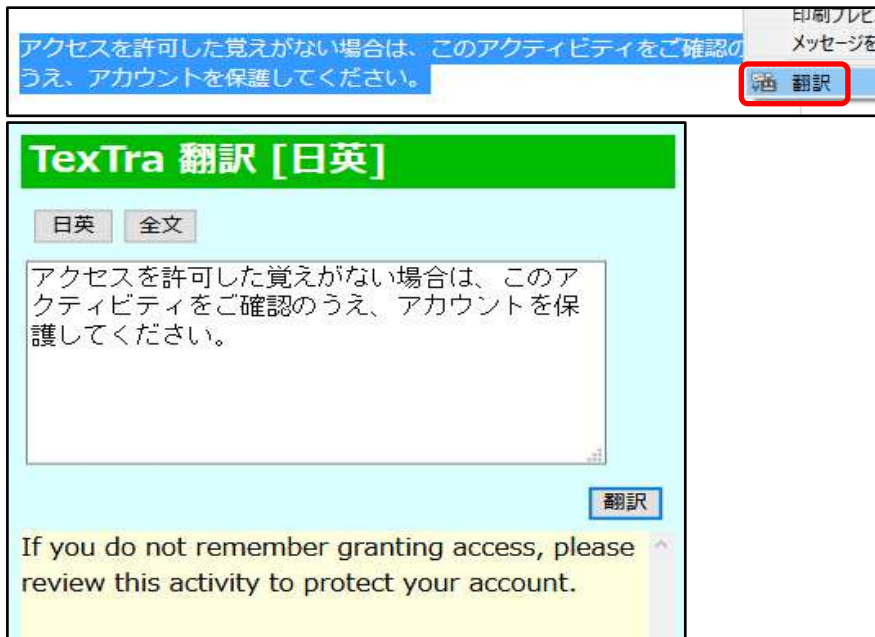 印刷プレビ
アクセスを許可した覚えがない場合は、このアクティビティをご確認の
メッセージを
うえ、アカウントを保護してください。
翻訳
TexTra 翻訳 [日英]
日英 全文
アクセスを許可した覚えがない場合は、このア
クティビティをご確認のうえ、アカウントを保
護してください。
翻訳
If you do not remember granting access, please
review this activity to protect your account.